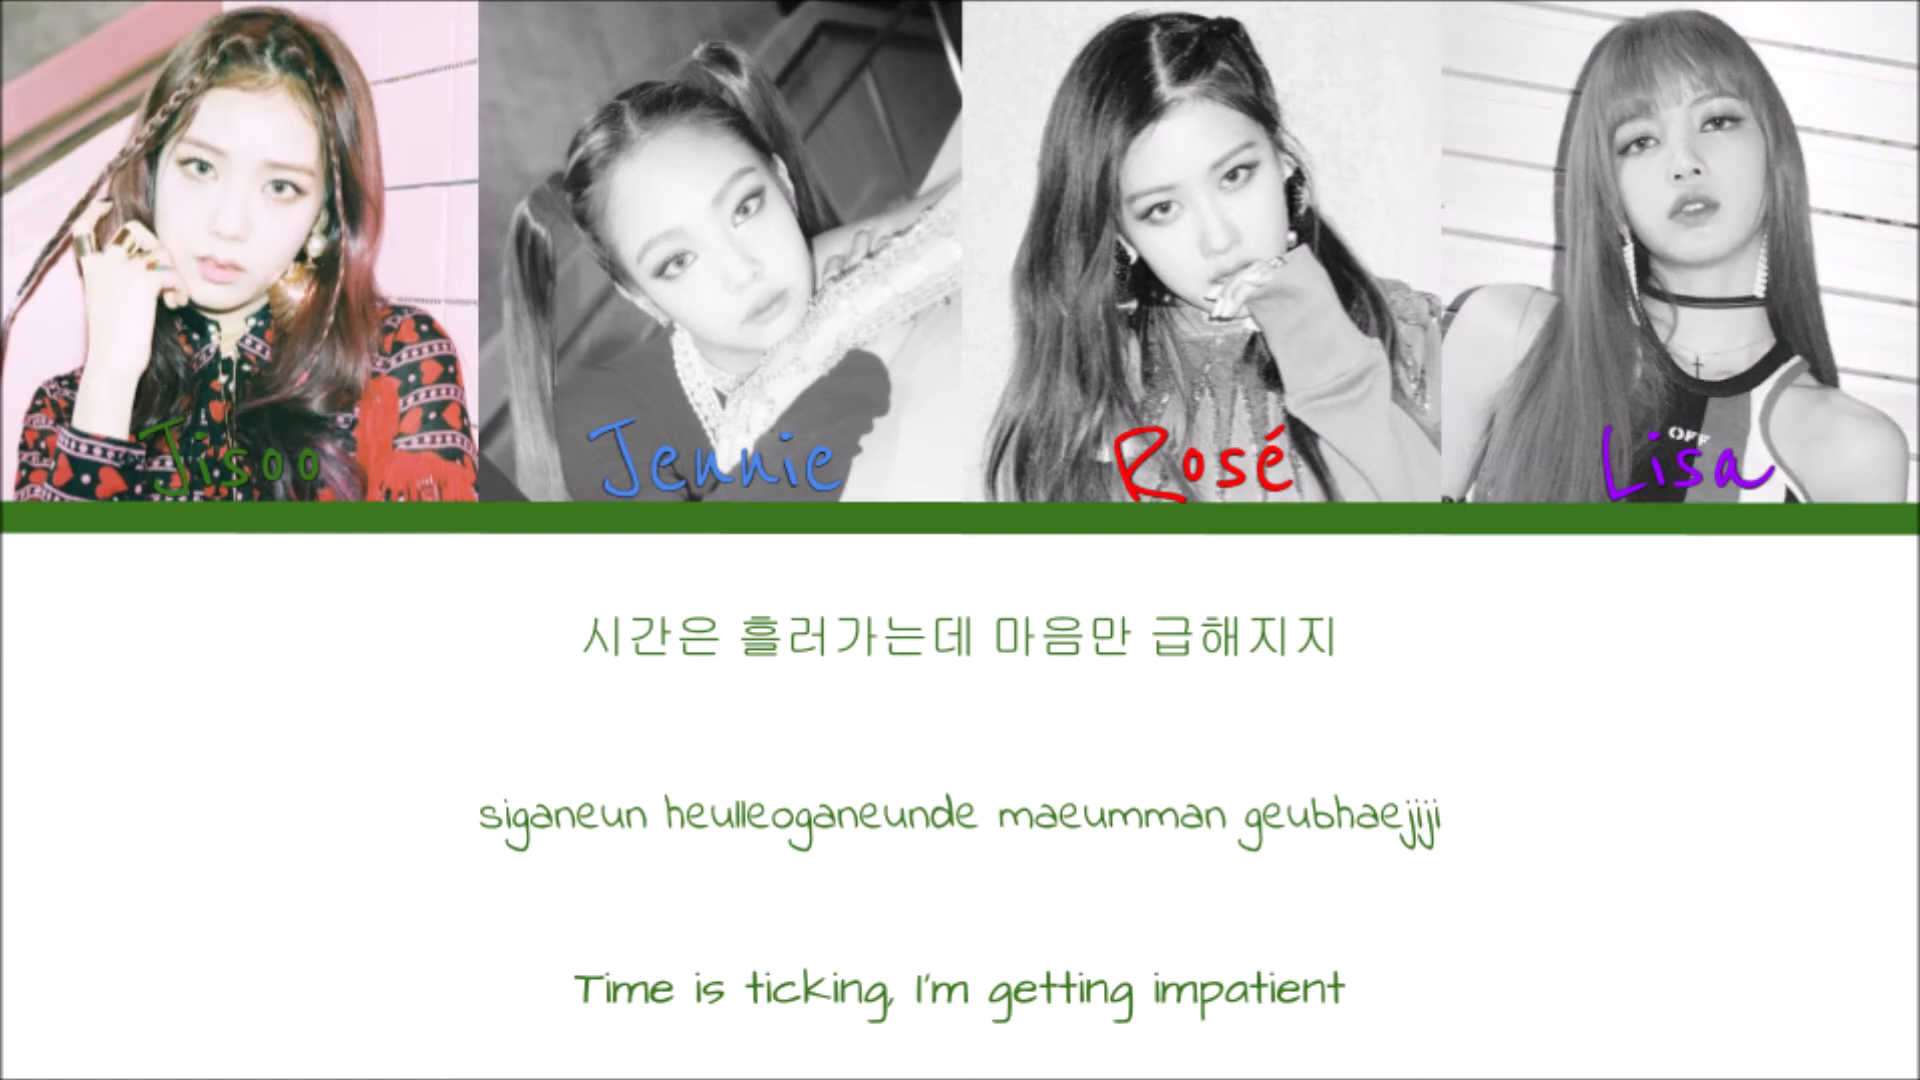 OFF
Jisoo Jennie Rosé Lisa
시간은 흘러가는데 마음만 급해지지
siganeun heulleoganeunde maeumman geubhaejiji
Time is ticking, I'm getting impatient